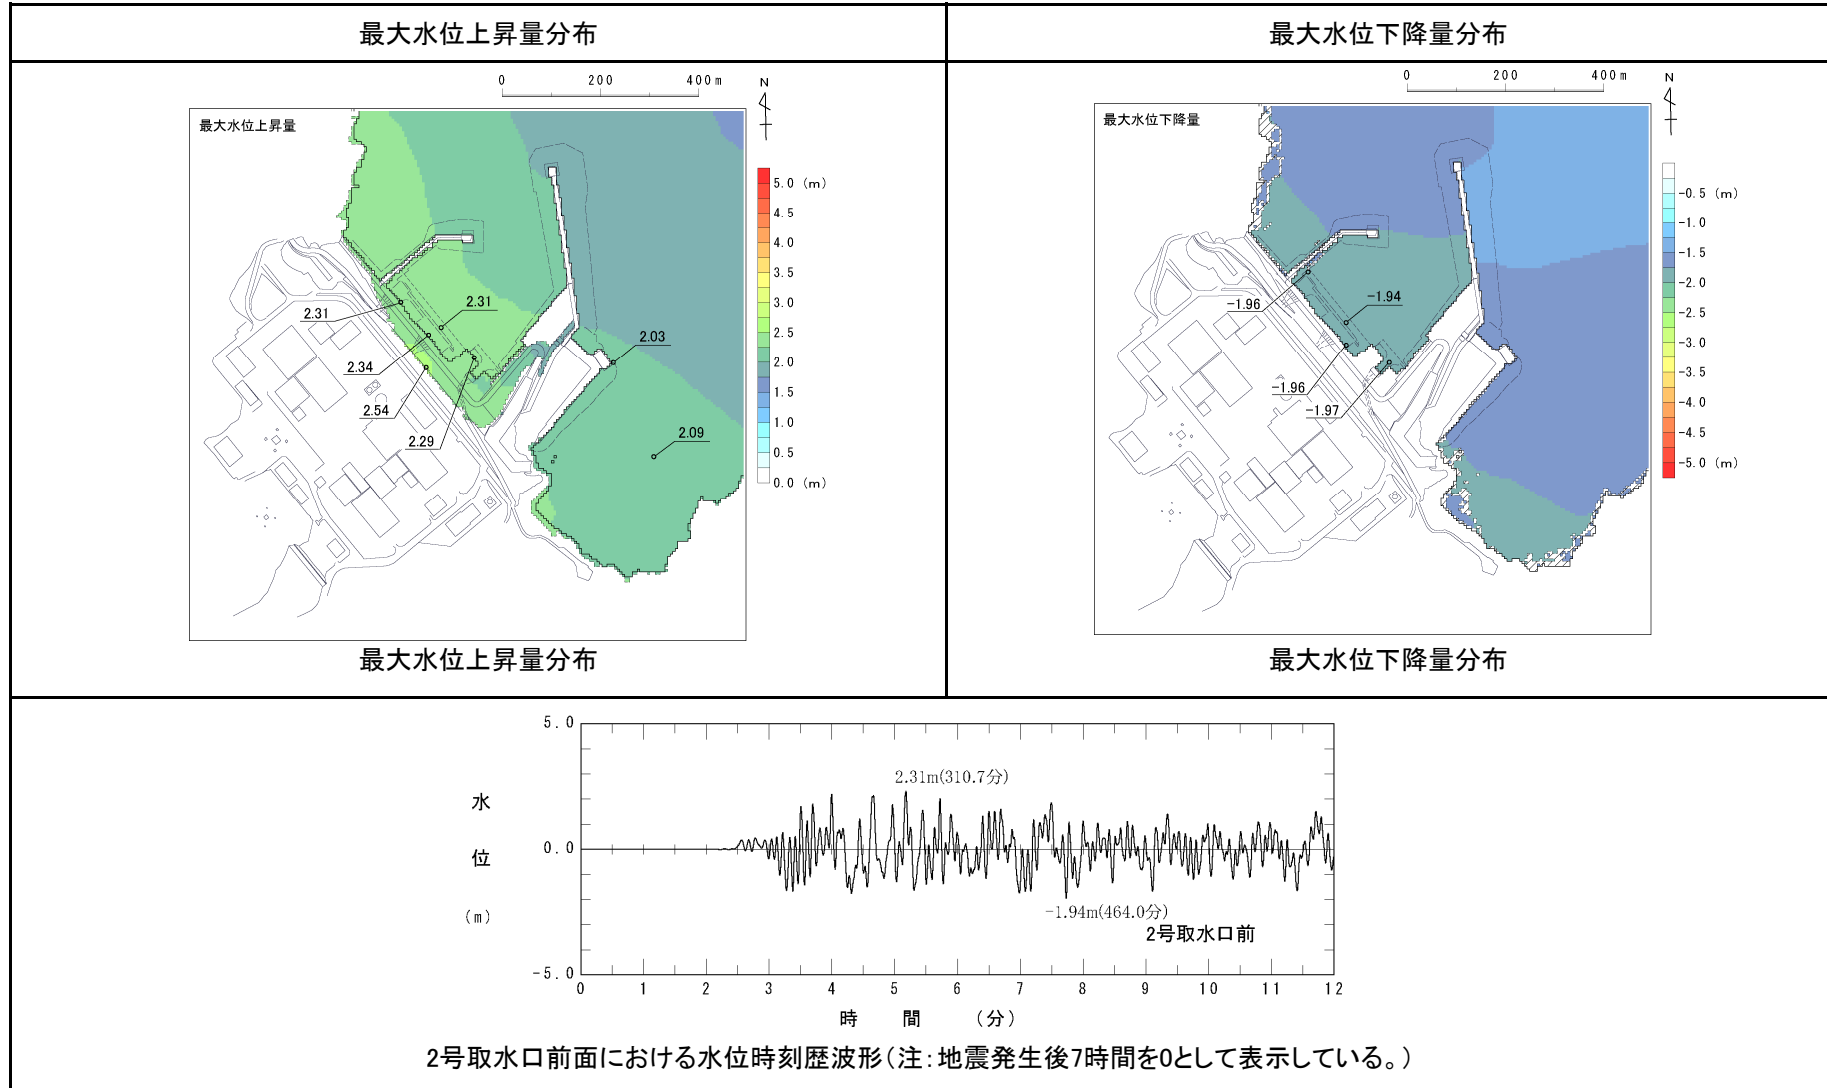 最大水位上昇量分布
最大水位下降量分布
0 200 400m
N
最大水位上昇量
5.0 (m)
4.5
4.0
3.5
3.0
2.5
2.0
1.5
1.0
0.5
0.0 (m)
2.31
2.31
2.03
2.34
2.54
2.29
2.09
最大水位上昇量分布
0 200 400m
N
最大水位下降量
-0.5 (m)
-1.0
-1.5
-2.0
-2.5
-3.0
-3.5
-4.0
-4.5
-5.0 (m)
-1.96
-1.94
-1.96
-1.97
最大水位下降量分布
5.0
0.0
-5.0
水
位
(m)
2.31m(310.7分)
-1.94m(464.0分)
2号取水口前
0 1 2 3 4 5 6 7 8 9 10 11 12
時 間 (分)
2号取水口前面における水位時刻歴波形(注:地震発生後7時間を0として表示している。)